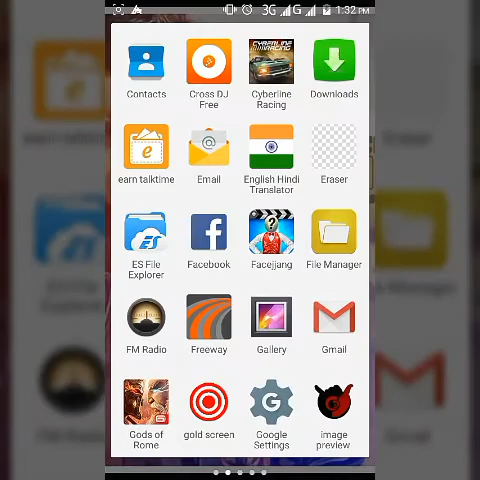 3G G 1:32 PM
Contacts
Cross DJ
Free
CYBERLINE
RACING
Cyberline
Racing
Downloads
earn talktime
Email
English Hindi
Translator
Eraser
ES File
Explorer
Facebook
Facejjang
File Manager
FM Radio
Freeway
Gallery
Gmail
Gods of
Rome
gold screen
Google
Settings
image
preview